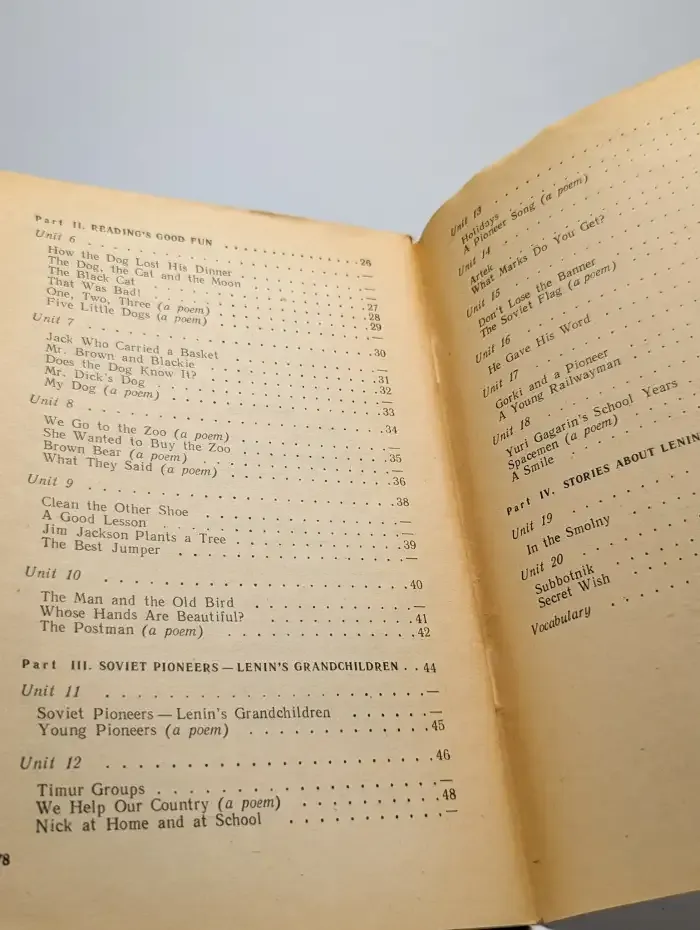 Part II. READING'S GOOD FUN . . . . . . . . . . . . . . . 26
Unit 6 . . . . . . . . . . . . . . . . . . . . . . . —
How the Dog Lost His Dinner . . . . . . . . . . —
The Dog, the Cat and the Moon . . . . . . . . . —
The Black Cat . . . . . . . . . . . . . . . . . 27
That Was Bad! . . . . . . . . . . . . . . . . . 28
One, Two, Three (a poem) . . . . . . . . . . . 29
Five Little Dogs (a poem) . . . . . . . . . . . —
Unit 7 . . . . . . . . . . . . . . . . . . . . . . . 30
Jack Who Carried a Basket . . . . . . . . . . . —
Mr. Brown and Blackie . . . . . . . . . . . . . 31
Does the Dog Know It? . . . . . . . . . . . . . 32
Mr. Dick's Dog . . . . . . . . . . . . . . . . —
My Dog (a poem) . . . . . . . . . . . . . . . . 33
Unit 8 . . . . . . . . . . . . . . . . . . . . . . . 34
We Go to the Zoo (a poem) . . . . . . . . . . . —
She Wanted to Buy the Zoo . . . . . . . . . . . 35
Brown Bear (a poem) . . . . . . . . . . . . . . —
What They Said (a poem) . . . . . . . . . . . . 36
Unit 9 . . . . . . . . . . . . . . . . . . . . . . . 38
Clean the Other Shoe . . . . . . . . . . . . . —
A Good Lesson . . . . . . . . . . . . . . . . . —
Jim Jackson Plants a Tree . . . . . . . . . . . 39
The Best Jumper . . . . . . . . . . . . . . . . —
Unit 10 . . . . . . . . . . . . . . . . . . . . . . 40
The Man and the Old Bird . . . . . . . . . . . —
Whose Hands Are Beautiful? . . . . . . . . . . 41
The Postman (a poem) . . . . . . . . . . . . . 42
Part III. SOVIET PIONEERS — LENIN'S GRANDCHILDREN . . 44
Unit 11 . . . . . . . . . . . . . . . . . . . . . . —
Soviet Pioneers — Lenin's Grandchildren . . . . . . —
Young Pioneers (a poem) . . . . . . . . . . . . 45
Unit 12 . . . . . . . . . . . . . . . . . . . . . . 46
Timur Groups . . . . . . . . . . . . . . . . . —
We Help Our Country (a poem) . . . . . . . . . 48
Nick at Home and at School . . . . . . . . . . —
78
Unit 13 . . . . . . . . . .
Holidays . . . . . . . . . .
A Pioneer Song (a poem) . . . . . .
Unit 14 . . . . . . . . . .
Artek . . . . . . . . . .
What Marks Do You Get? . . . . . .
Unit 15 . . . . . . . . . .
Don't Lose the Banner . . . . . .
The Soviet Flag (a poem) . . . . . .
Unit 16 . . . . . . . . . .
He Gave His Word . . . . . .
Unit 17 . . . . . . . . . .
Gorki and a Pioneer . . . . . .
A Young Railwayman . . . . . .
Unit 18 . . . . . . . . . .
Yuri Gagarin's School Years . . .
Spacemen (a poem) . . . . . .
A Smile . . . . . . . . . .
Part IV. STORIES ABOUT LENIN
Unit 19 . . . . . . . . . .
In the Smolny . . . . . .
Unit 20 . . . . . . . . . .
Subbotnik . . . . . .
Secret Wish . . . . . .
Vocabulary . . . . . .